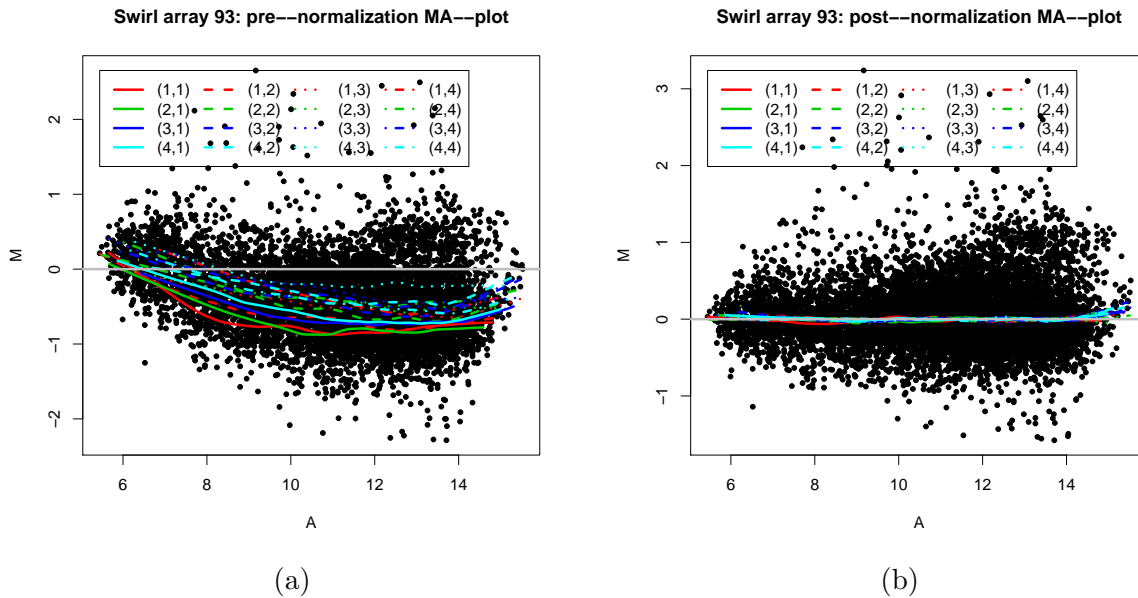 Swirl array 93: pre−−normalization MA−−plot
(1,1) (1,2) (1,3) (1,4)
(2,1) (2,2) (2,3) (2,4)
(3,1) (3,2) (3,3) (3,4)
(4,1) (4,2) (4,3) (4,4)
2
1
0
−1
−2
M
6 8 10 12 14
A
(a)
Swirl array 93: post−−normalization MA−−plot
(1,1) (1,2) (1,3) (1,4)
(2,1) (2,2) (2,3) (2,4)
(3,1) (3,2) (3,3) (3,4)
(4,1) (4,2) (4,3) (4,4)
3
2
1
0
−1
M
6 8 10 12 14
A
(b)